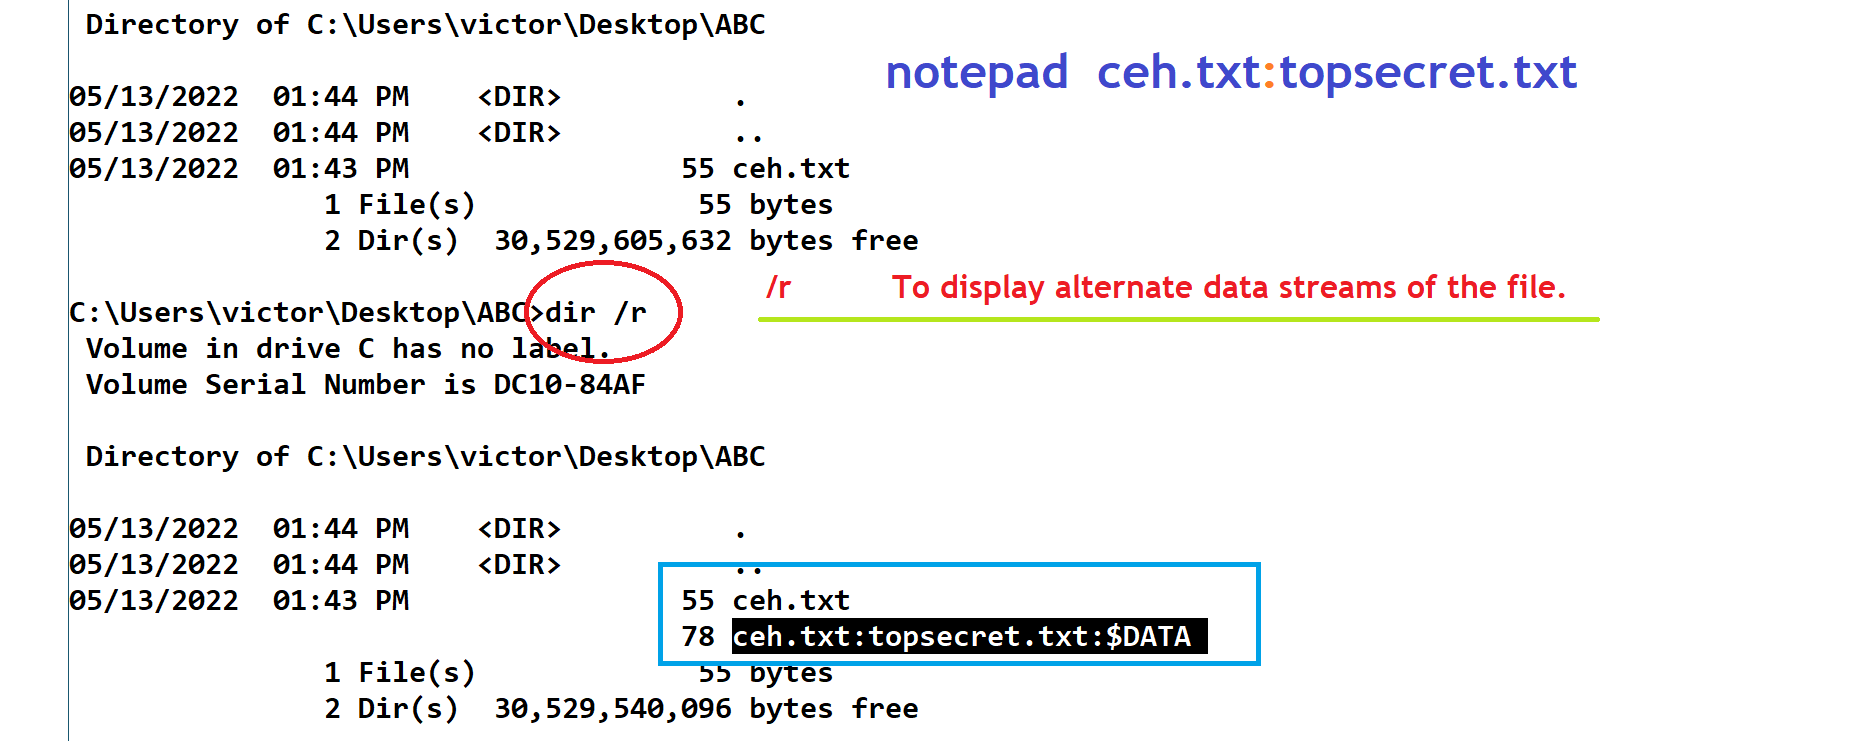 Directory of C:\Users\victor\Desktop\ABC
notepad ceh.txt:topsecret.txt
05/13/2022  01:44 PM    <DIR>          .
05/13/2022  01:44 PM    <DIR>          ..
05/13/2022  01:43 PM                55 ceh.txt
1 File(s)             55 bytes
2 Dir(s)  30,529,605,632 bytes free
/r      To display alternate data streams of the file.
C:\Users\victor\Desktop\ABC>dir /r
Volume in drive C has no label.
Volume Serial Number is DC10-84AF
Directory of C:\Users\victor\Desktop\ABC
05/13/2022  01:44 PM    <DIR>          .
05/13/2022  01:44 PM    <DIR>          ..
05/13/2022  01:43 PM                55 ceh.txt
78 ceh.txt:topsecret.txt:$DATA
1 File(s)             55 bytes
2 Dir(s)  30,529,540,096 bytes free